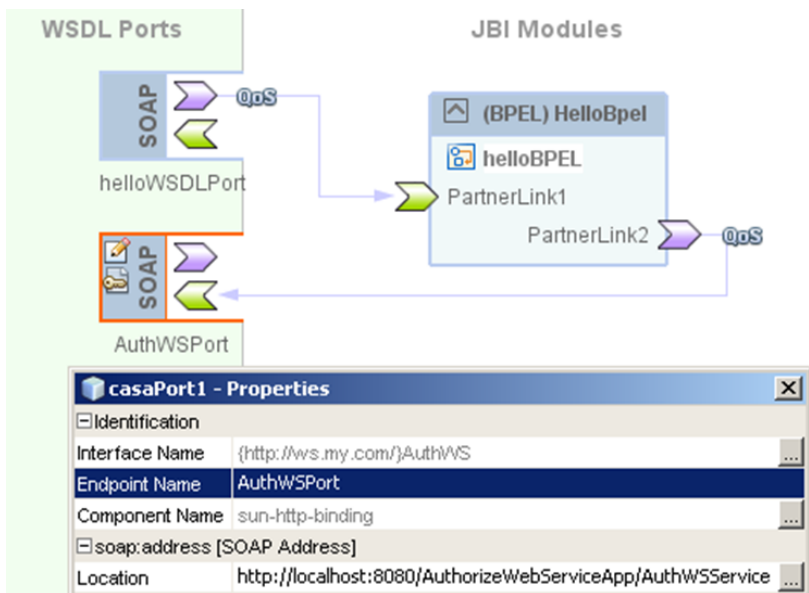 WSDL Ports
JBI Modules
SOAP
QoS
helloWSDLPort
(BPEL) HelloBpel
helloBPEL
PartnerLink1
PartnerLink2
QoS
SOAP
AuthWSPort
casaPort1 - Properties
Identification
Interface Name {http://ws.my.com/}AuthWS ...
Endpoint Name AuthWSPort
Component Name sun-http-binding ...
soap:address [SOAP Address]
Location http://localhost:8080/AuthorizeWebServiceApp/AuthWSService ...